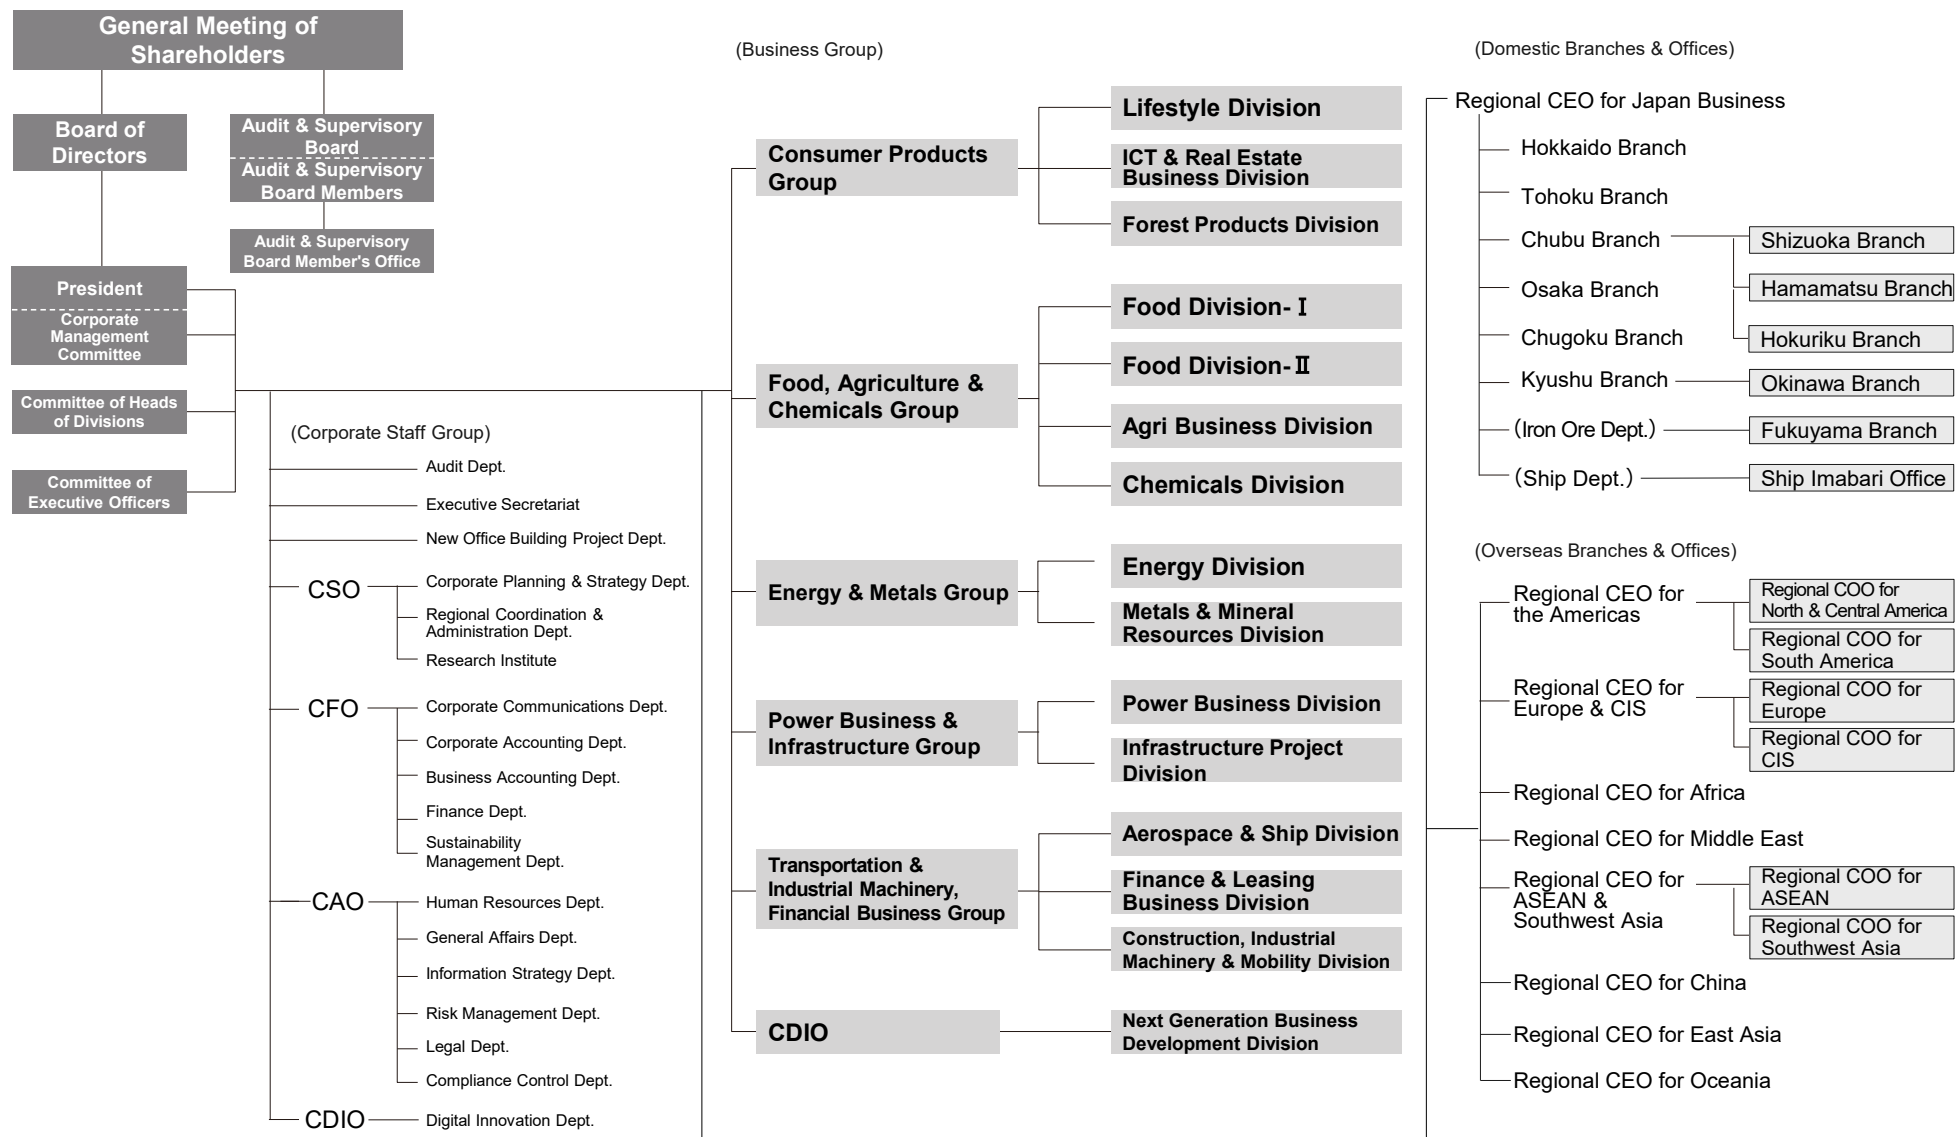 General Meeting of
Shareholders
Board of
Directors
Audit & Supervisory
Board
Audit & Supervisory
Board Members
Audit & Supervisory
Board Member's Office
President
Corporate
Management
Committee
Committee of Heads
of Divisions
Committee of
Executive Officers
(Corporate Staff Group)
Audit Dept.
Executive Secretariat
New Office Building Project Dept.
CSO
Corporate Planning & Strategy Dept.
Regional Coordination &
Administration Dept.
Research Institute
CFO
Corporate Communications Dept.
Corporate Accounting Dept.
Business Accounting Dept.
Finance Dept.
Sustainability
Management Dept.
CAO
Human Resources Dept.
General Affairs Dept.
Information Strategy Dept.
Risk Management Dept.
Legal Dept.
Compliance Control Dept.
CDIO
Digital Innovation Dept.
(Business Group)
Consumer Products
Group
Lifestyle Division
ICT & Real Estate
Business Division
Forest Products Division
Food, Agriculture &
Chemicals Group
Food Division-Ⅰ
Food Division-Ⅱ
Agri Business Division
Chemicals Division
Energy & Metals Group
Energy Division
Metals & Mineral
Resources Division
Power Business &
Infrastructure Group
Power Business Division
Infrastructure Project
Division
Transportation &
Industrial Machinery,
Financial Business Group
Aerospace & Ship Division
Finance & Leasing
Business Division
Construction, Industrial
Machinery & Mobility Division
CDIO
Next Generation Business
Development Division
(Domestic Branches & Offices)
Regional CEO for Japan Business
Hokkaido Branch
Tohoku Branch
Chubu Branch
Shizuoka Branch
Hamamatsu Branch
Hokuriku Branch
Osaka Branch
Chugoku Branch
Kyushu Branch
Okinawa Branch
(Iron Ore Dept.)
Fukuyama Branch
(Ship Dept.)
Ship Imabari Office
(Overseas Branches & Offices)
Regional CEO for
the Americas
Regional COO for
North & Central America
Regional COO for
South America
Regional CEO for
Europe & CIS
Regional COO for
Europe
Regional COO for
CIS
Regional CEO for Africa
Regional CEO for Middle East
Regional CEO for
ASEAN &
Southwest Asia
Regional COO for
ASEAN
Regional COO for
Southwest Asia
Regional CEO for China
Regional CEO for East Asia
Regional CEO for Oceania